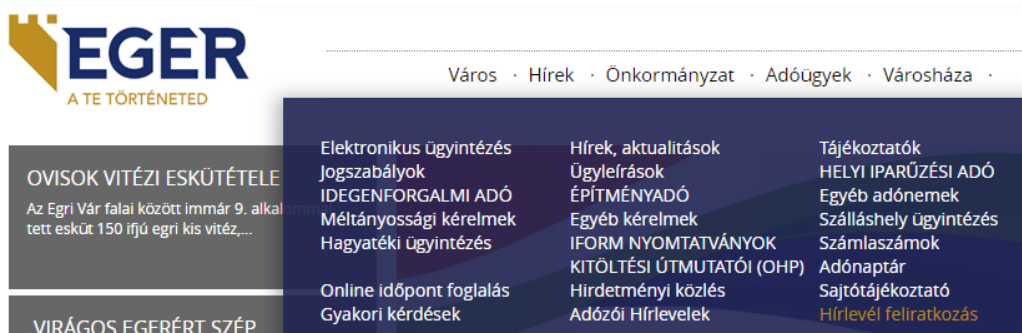 EGER
A TE TÖRTÉNETED
Város · Hírek · Önkormányzat · Adóügyek · Városháza ·
Elektronikus ügyintézés Hírek, aktualitások Tájékoztatók
Jogszabályok Ügyleírások HELYI IPARŰZÉSI ADÓ
IDEGENFORGALMI ADÓ ÉPÍTMÉNYADÓ Egyéb adónemek
Méltányossági kérelmek Egyéb kérelmek Szálláshely ügyintézés
Hagyatéki ügyintézés IFORM NYOMTATVÁNYOK Számlaszámok
KITÖLTÉSI ÚTMUTATÓI (OHP) Adónaptár
Online időpont foglalás Hirdetményi közlés Sajtótájékoztató
Gyakori kérdések Adózói Hírlevelek Hírlevél feliratkozás
OVISOK VITÉZI ESKÜTÉTELE
Az Egri Vár falai között immár 9. alkalommal
tett esküt 150 ifjú egri kis vitéz,...
VIRÁGOS EGERÉRT SZÉP